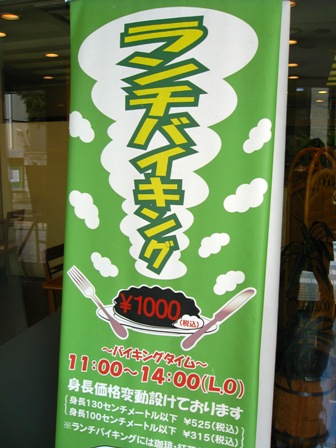 ランチバイキング
¥1000
(税込)
〜バイキングタイム〜
11:00〜14:00(L.O)
身長価格変動設けております
身長130センチメートル以下 ¥525(税込)
身長100センチメートル以下 ¥315(税込)
※ランチバイキングには珈琲・紅